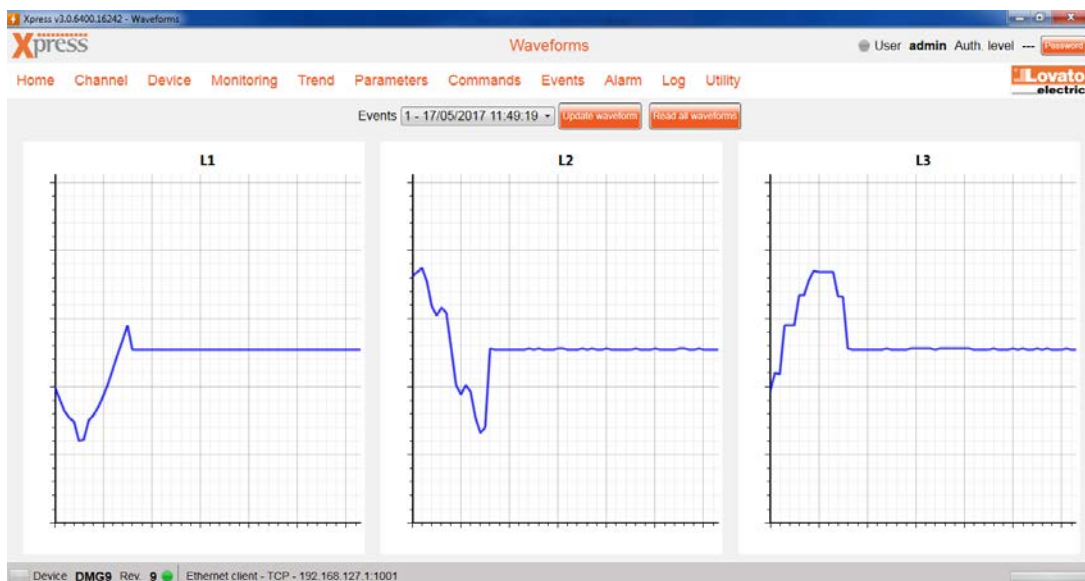 Xpress v3.0.6400.16242 - Waveforms
Xpress Waveforms User admin Auth. level --- Password
Home Channel Device Monitoring Trend Parameters Commands Events Alarm Log Utility Lovato
electric
Events 1 - 17/05/2017 11:49:19 Update waveform Read all waveforms
L1 L2 L3
Device DMG9 Rev. 9 Ethernet client - TCP - 192.168.127.1:1001